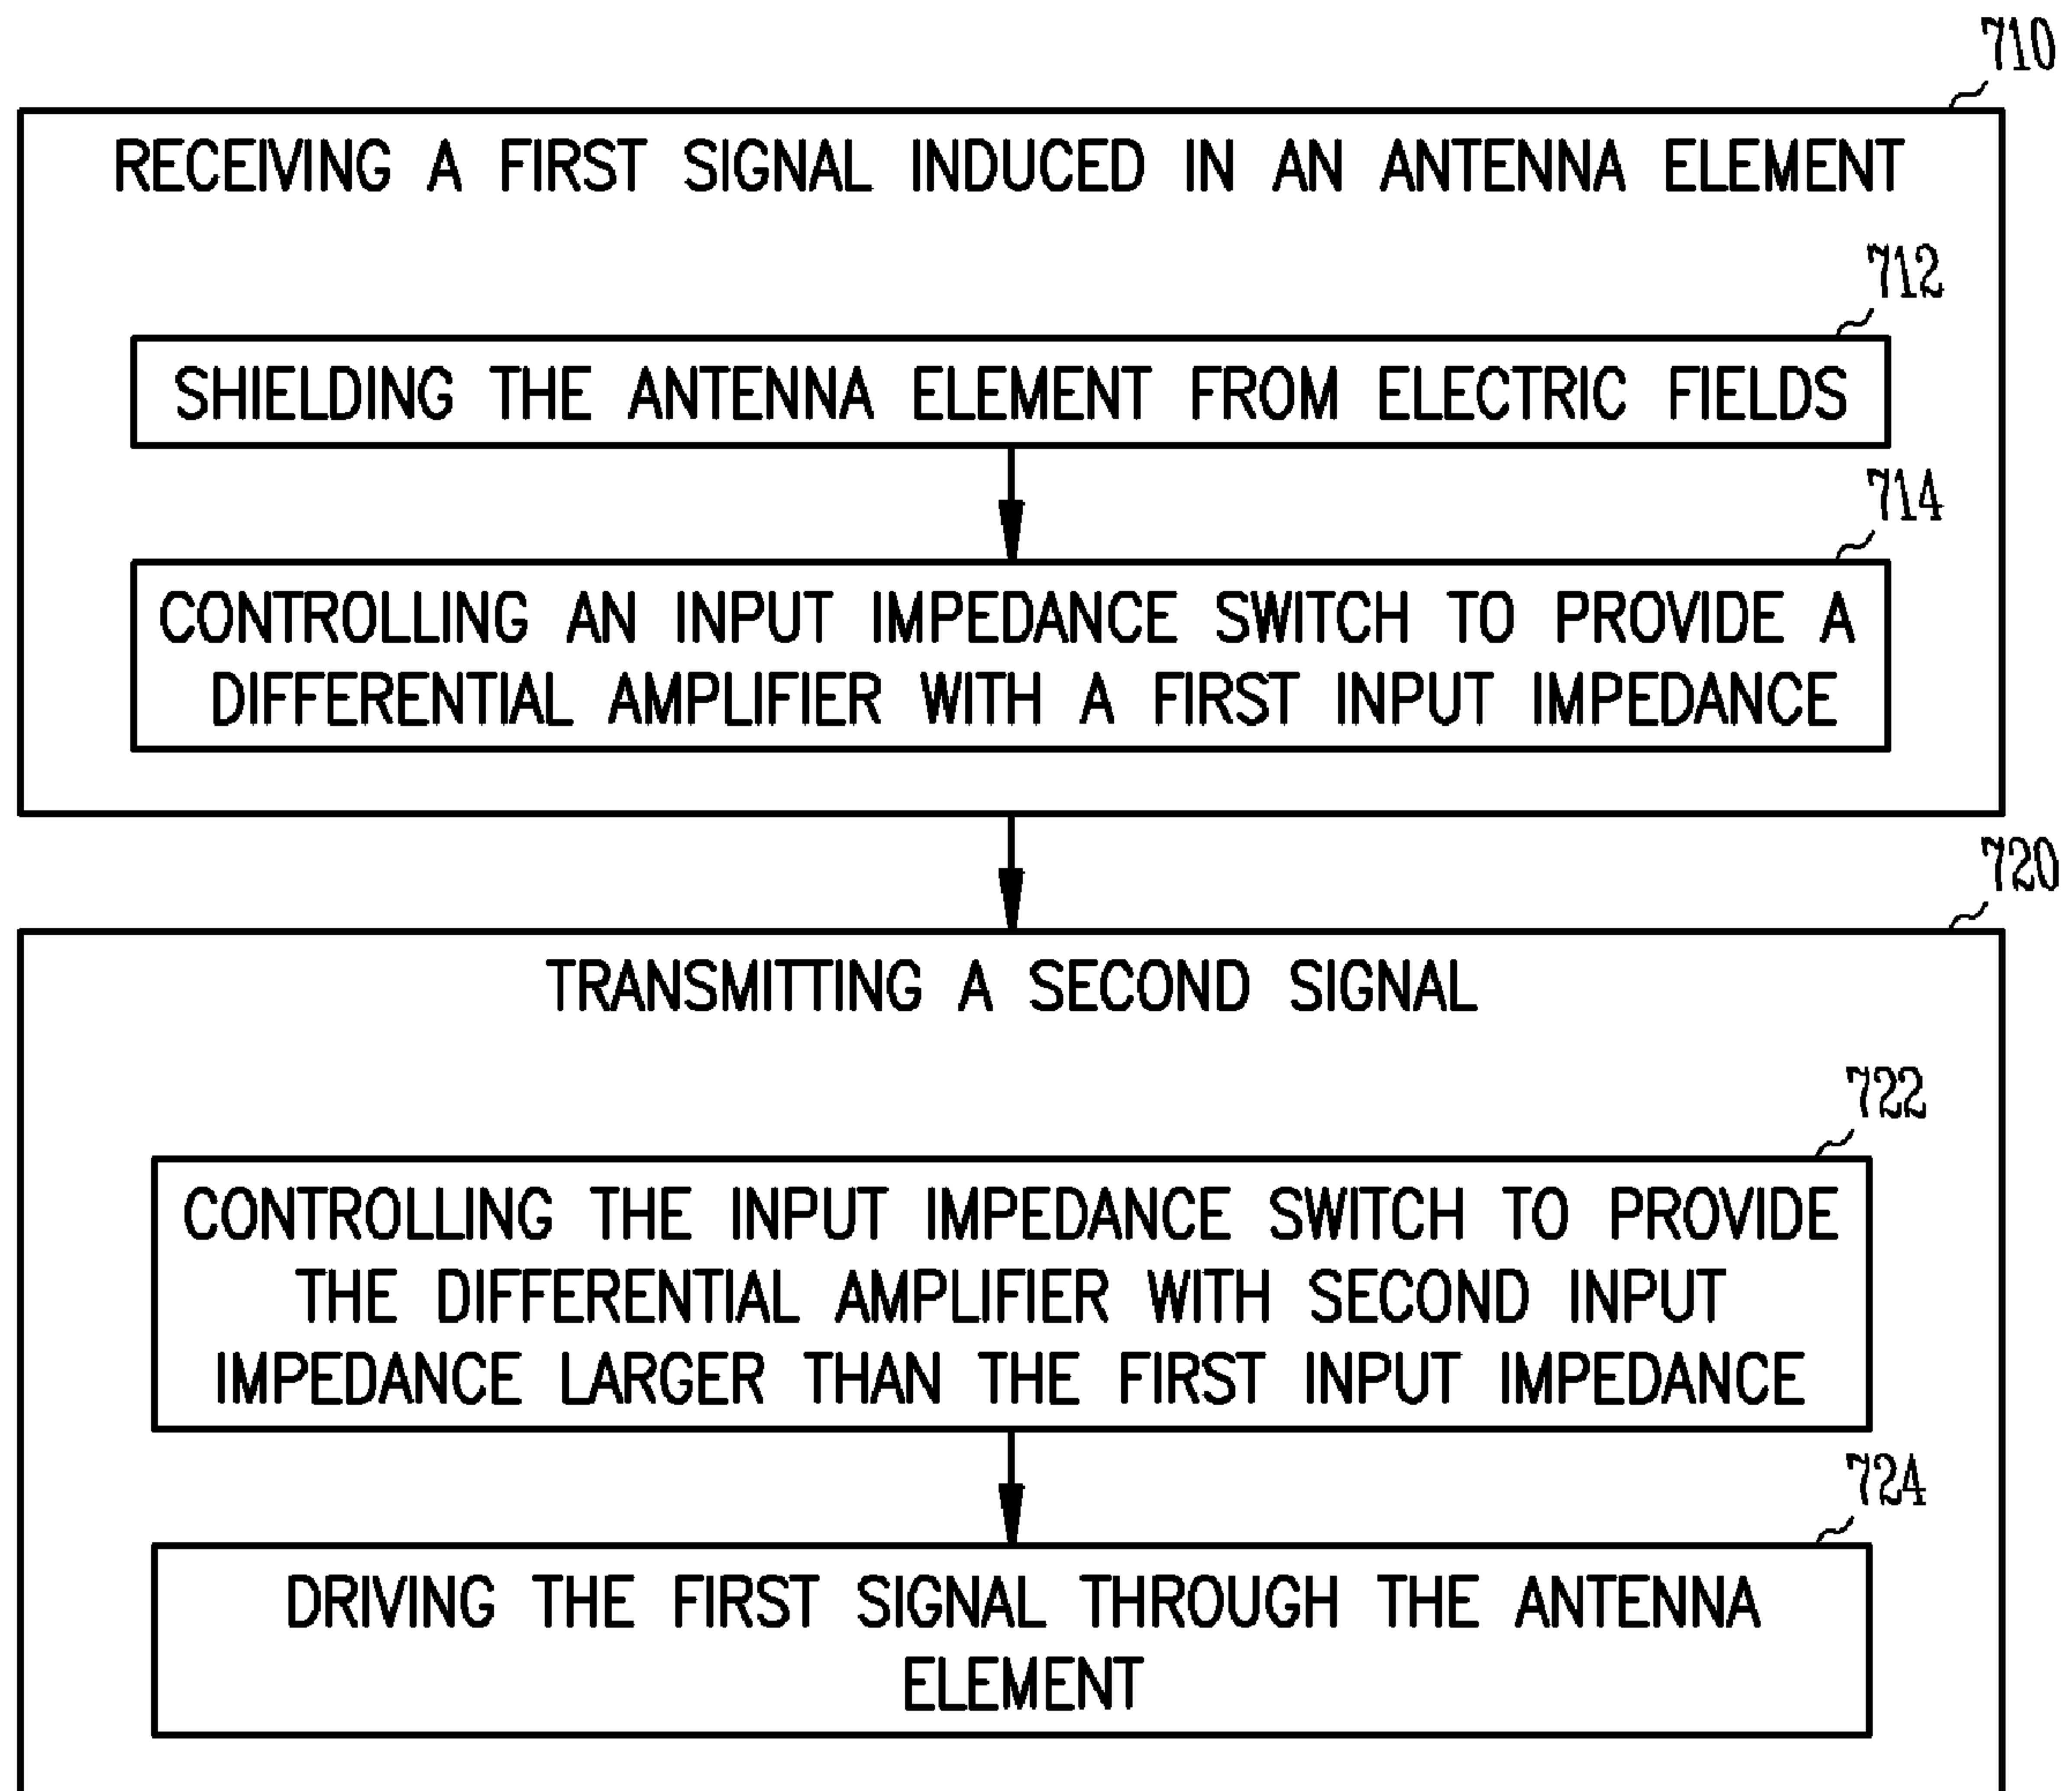 710
RECEIVING A FIRST SIGNAL INDUCED IN AN ANTENNA ELEMENT
712
SHIELDING THE ANTENNA ELEMENT FROM ELECTRIC FIELDS
714
CONTROLLING AN INPUT IMPEDANCE SWITCH TO PROVIDE A
DIFFERENTIAL AMPLIFIER WITH A FIRST INPUT IMPEDANCE
720
TRANSMITTING A SECOND SIGNAL
722
CONTROLLING THE INPUT IMPEDANCE SWITCH TO PROVIDE
THE DIFFERENTIAL AMPLIFIER WITH SECOND INPUT
IMPEDANCE LARGER THAN THE FIRST INPUT IMPEDANCE
724
DRIVING THE FIRST SIGNAL THROUGH THE ANTENNA
ELEMENT